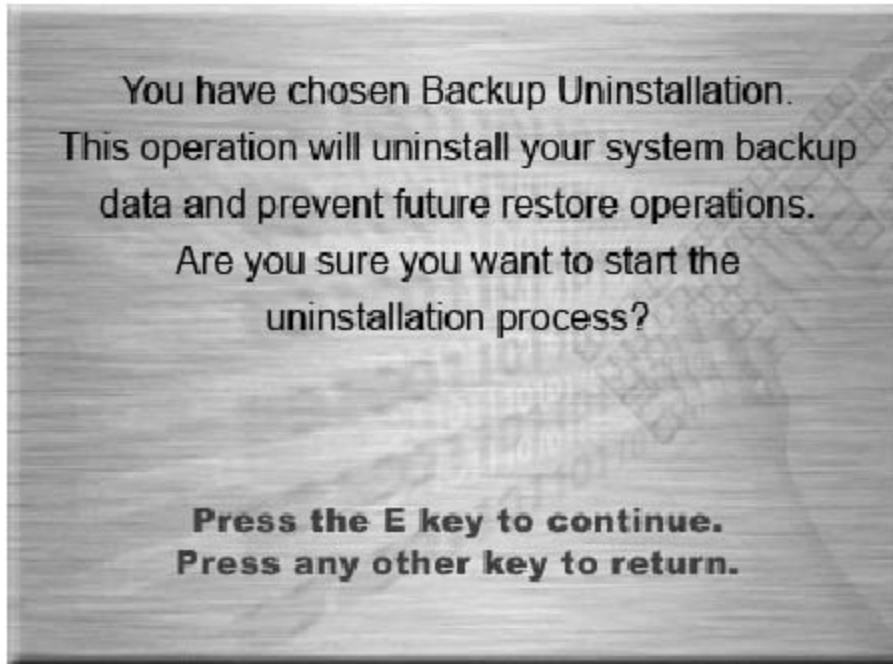 You have chosen Backup Uninstallation.
This operation will uninstall your system backup
data and prevent future restore operations.
Are you sure you want to start the
uninstallation process?
Press the E key to continue.
Press any other key to return.